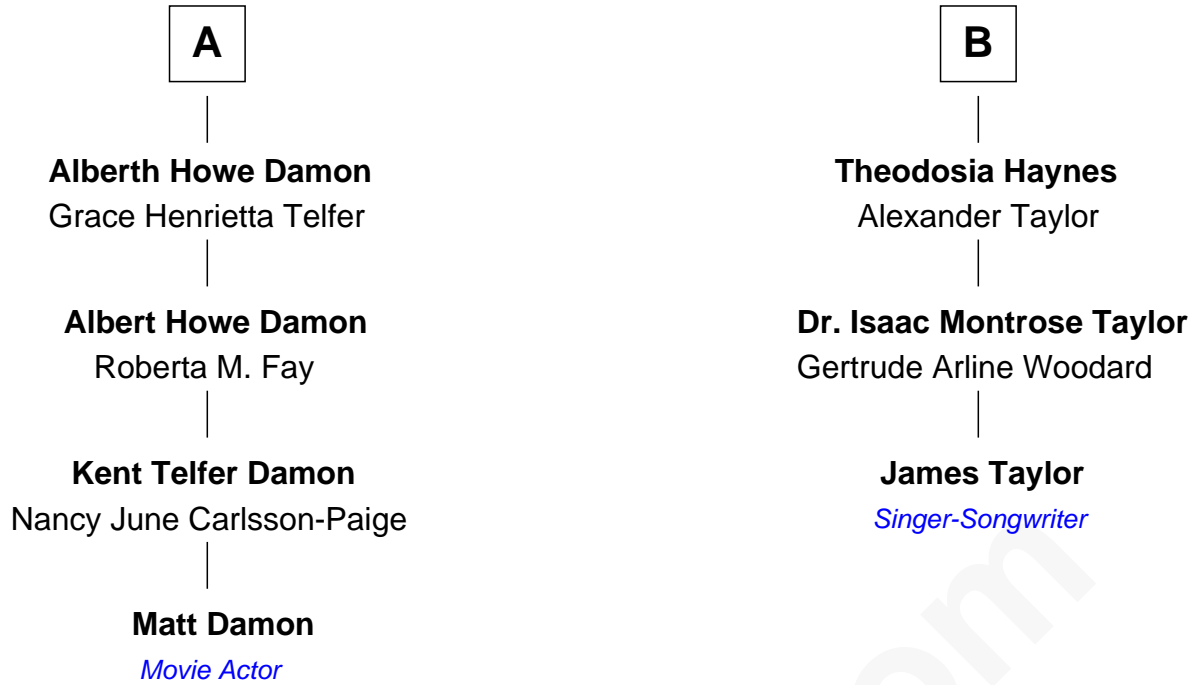 A
Alberth Howe Damon
Grace Henrietta Telfer
Albert Howe Damon
Roberta M. Fay
Kent Telfer Damon
Nancy June Carlsson-Paige
Matt Damon
Movie Actor
B
Theodosia Haynes
Alexander Taylor
Dr. Isaac Montrose Taylor
Gertrude Arline Woodard
James Taylor
Singer-Songwriter
om